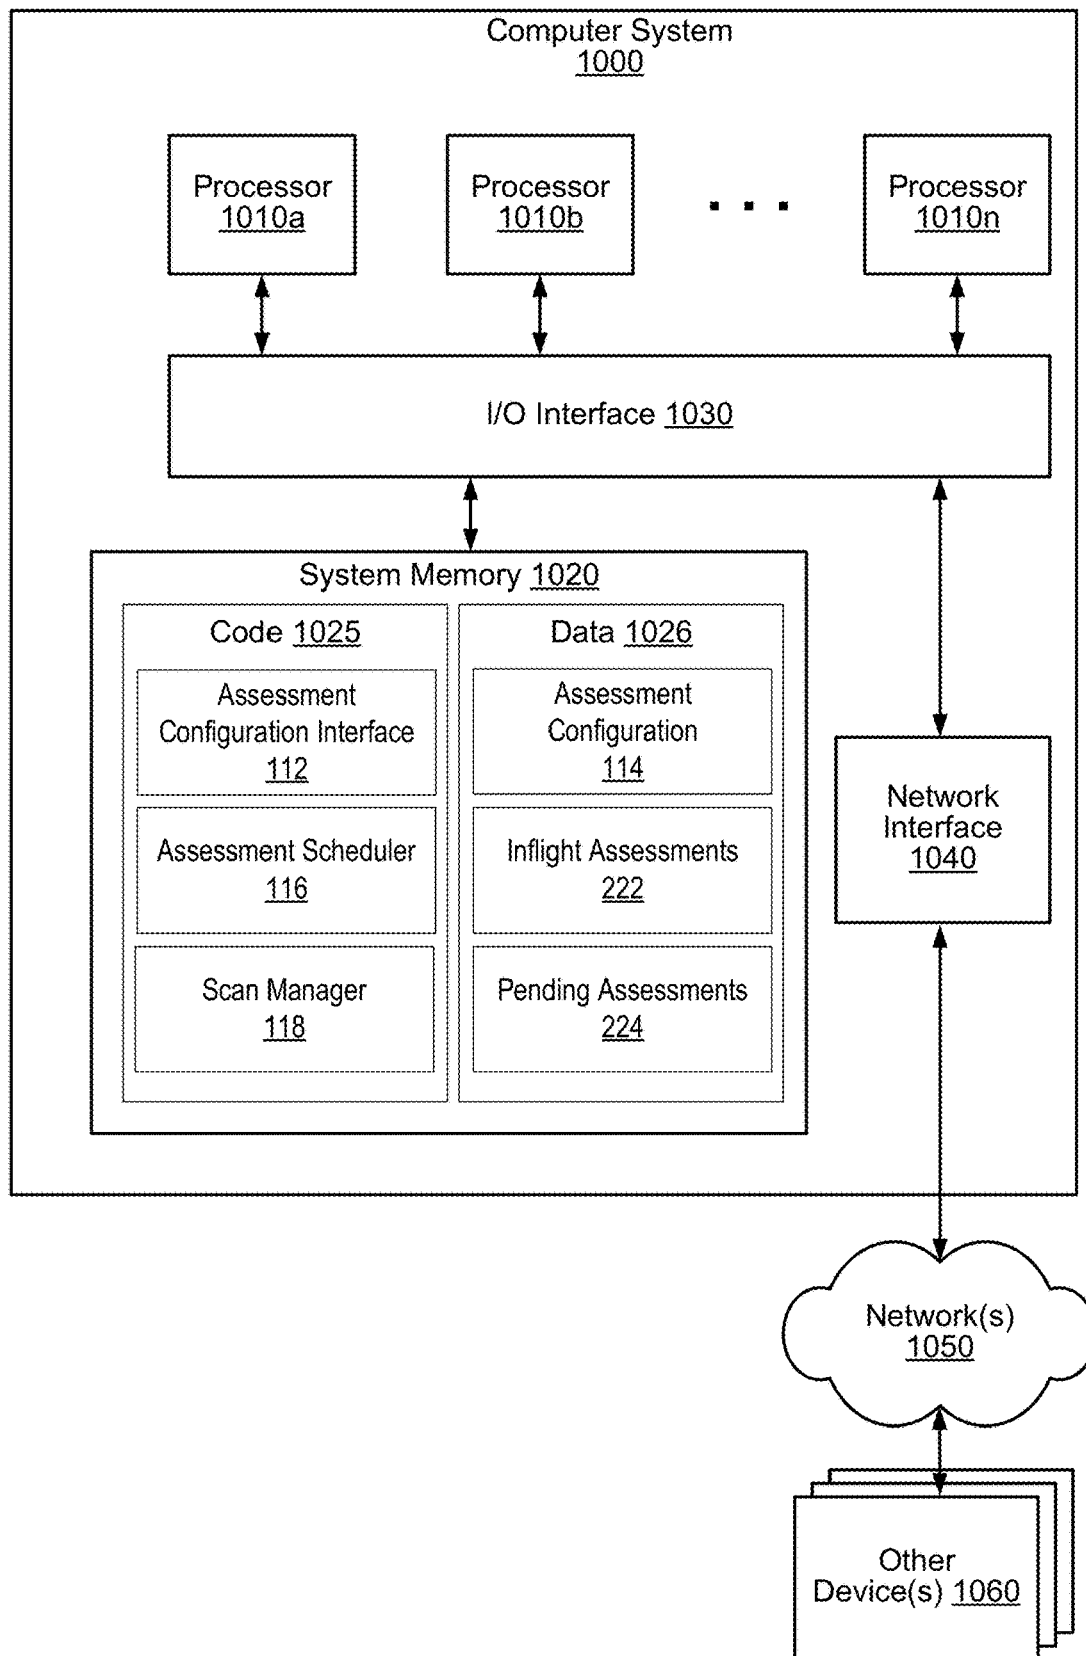 Computer System
1000
Processor
1010a
Processor
1010b
. . .
Processor
1010n
I/O Interface 1030
System Memory 1020
Code 1025
Assessment
Configuration Interface
112
Assessment Scheduler
116
Scan Manager
118
Data 1026
Assessment
Configuration
114
Inflight Assessments
222
Pending Assessments
224
Network
Interface
1040
Network(s)
1050
Other
Device(s) 1060